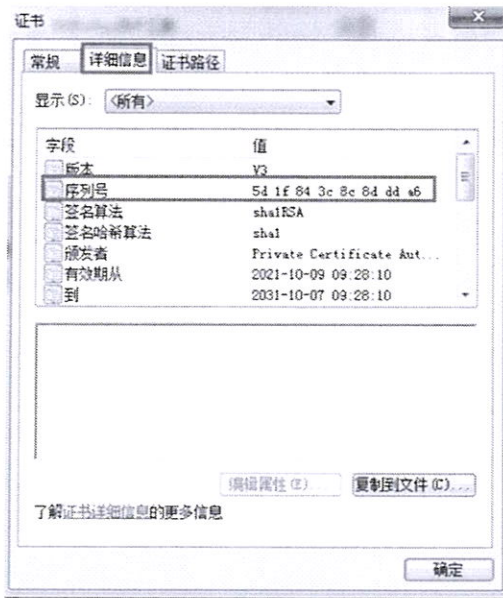 证书
常规 详细信息 证书路径
显示(S): <所有>
字段 值
版本 V3
序列号 5d 1f 84 3c 8c 8d dd a6
签名算法 sha1RSA
签名哈希算法 sha1
颁发者 Private Certificate Aut...
有效期从 2021-10-09 09:28:10
到 2031-10-07 09:28:10
编辑属性(E)... 复制到文件(C)...
了解证书详细信息的更多信息
确定